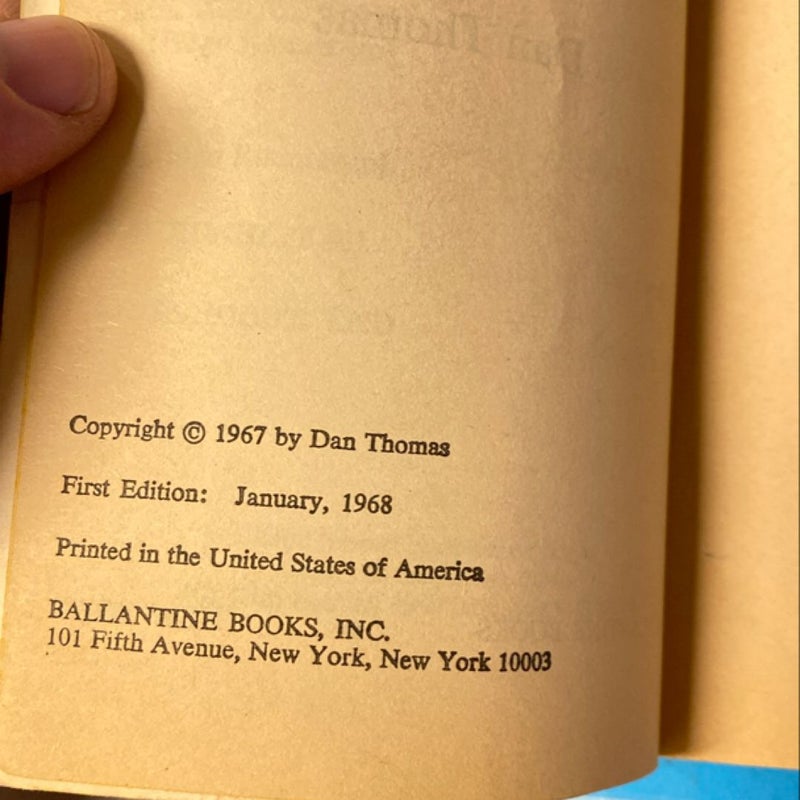 Copyright © 1967 by Dan Thomas
First Edition: January, 1968
Printed in the United States of America
BALLANTINE BOOKS, INC.
101 Fifth Avenue, New York, New York 10003